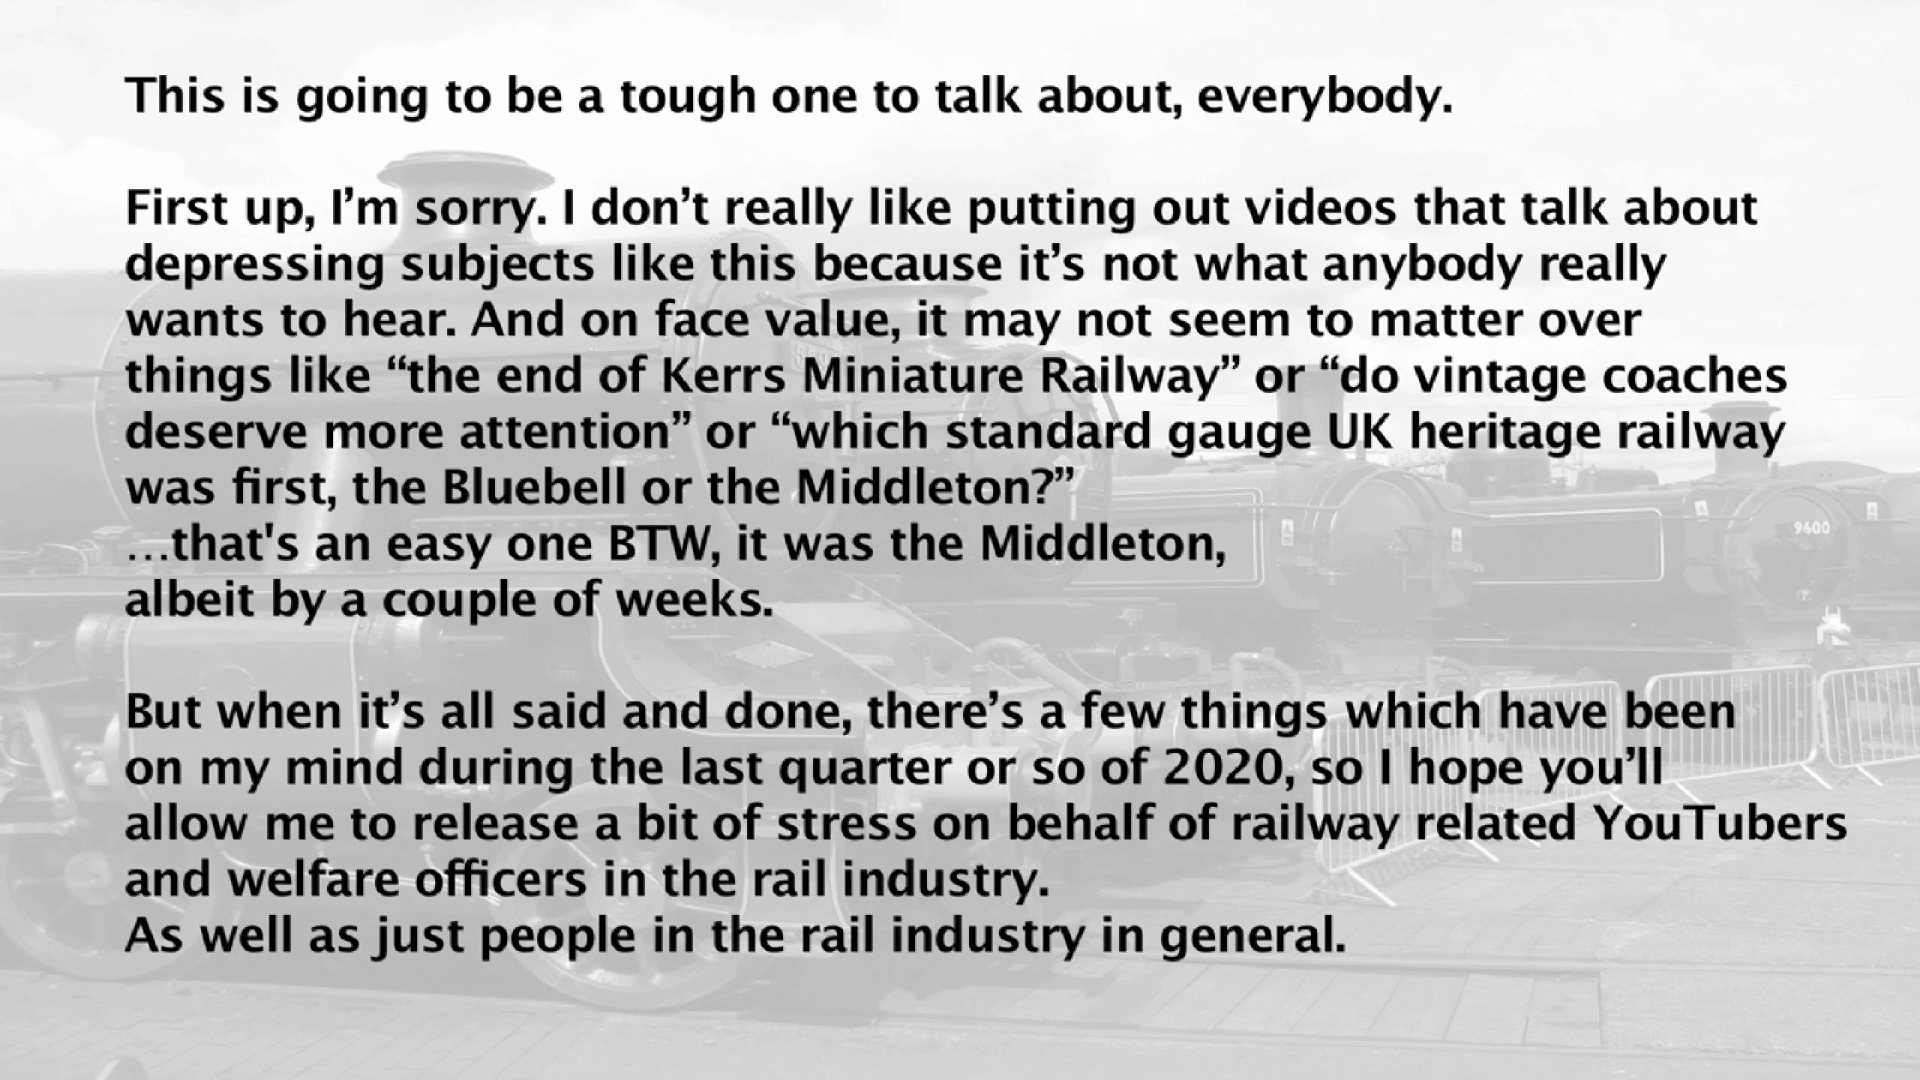 This is going to be a tough one to talk about, everybody.
First up, I’m sorry. I don’t really like putting out videos that talk about
depressing subjects like this because it’s not what anybody really
wants to hear. And on face value, it may not seem to matter over
things like “the end of Kerrs Miniature Railway” or “do vintage coaches
deserve more attention” or “which standard gauge UK heritage railway
was first, the Bluebell or the Middleton?”
…that's an easy one BTW, it was the Middleton,
albeit by a couple of weeks.
But when it’s all said and done, there’s a few things which have been
on my mind during the last quarter or so of 2020, so I hope you’ll
allow me to release a bit of stress on behalf of railway related YouTubers
and welfare officers in the rail industry.
As well as just people in the rail industry in general.
9600